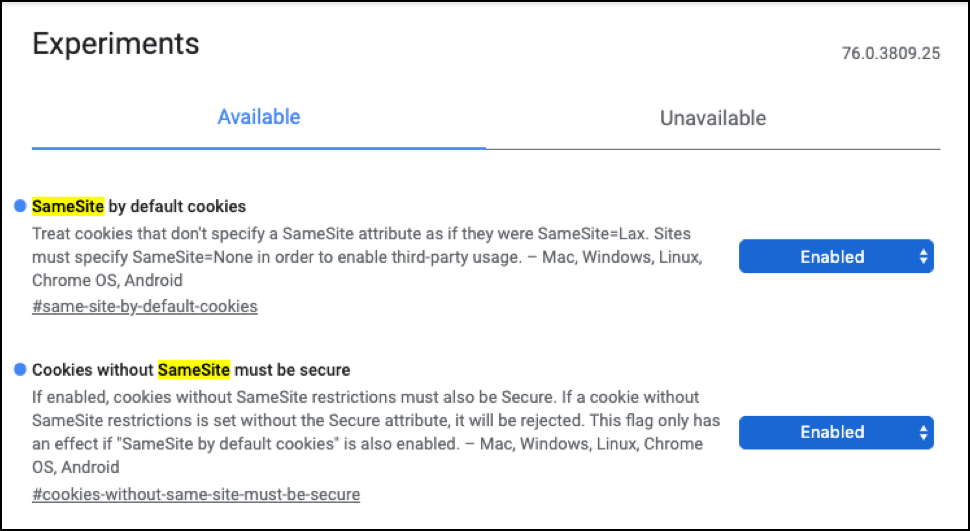 Experiments
76.0.3809.25
Available
Unavailable
SameSite by default cookies
Treat cookies that don't specify a SameSite attribute as if they were SameSite=Lax. Sites
must specify SameSite=None in order to enable third-party usage. – Mac, Windows, Linux,
Chrome OS, Android
#same-site-by-default-cookies
Enabled
Cookies without SameSite must be secure
If enabled, cookies without SameSite restrictions must also be Secure. If a cookie without
SameSite restrictions is set without the Secure attribute, it will be rejected. This flag only has
an effect if "SameSite by default cookies" is also enabled. – Mac, Windows, Linux, Chrome
OS, Android
#cookies-without-same-site-must-be-secure
Enabled